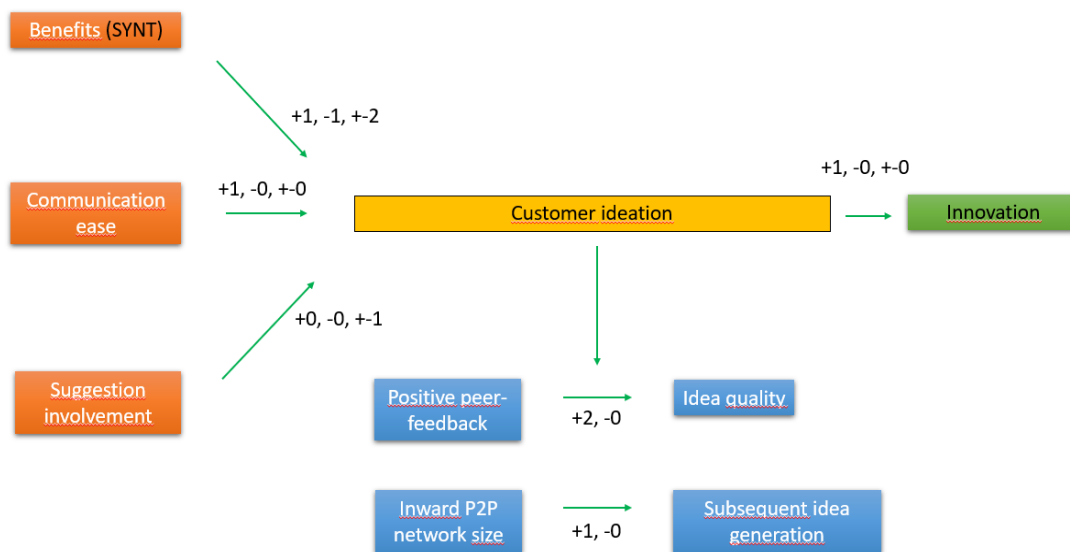 Benefits (SYNT)
+1, -1, +-2
+1, -0, +-0
Communication
ease
+1, -0, +-0
Customer ideation
Innovation
+0, -0, +-1
Suggestion
involvement
Positive peer-
feedback
+2, -0
Idea quality
Inward P2P
network size
+1, -0
Subsequent idea
generation